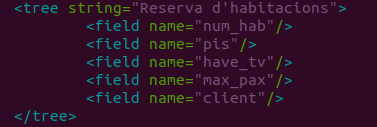 <tree string="Reserva d'habitacions">
<field name="num_hab"/>
<field name="pis"/>
<field name="have_tv"/>
<field name="max_pax"/>
<field name="client"/>
</tree>